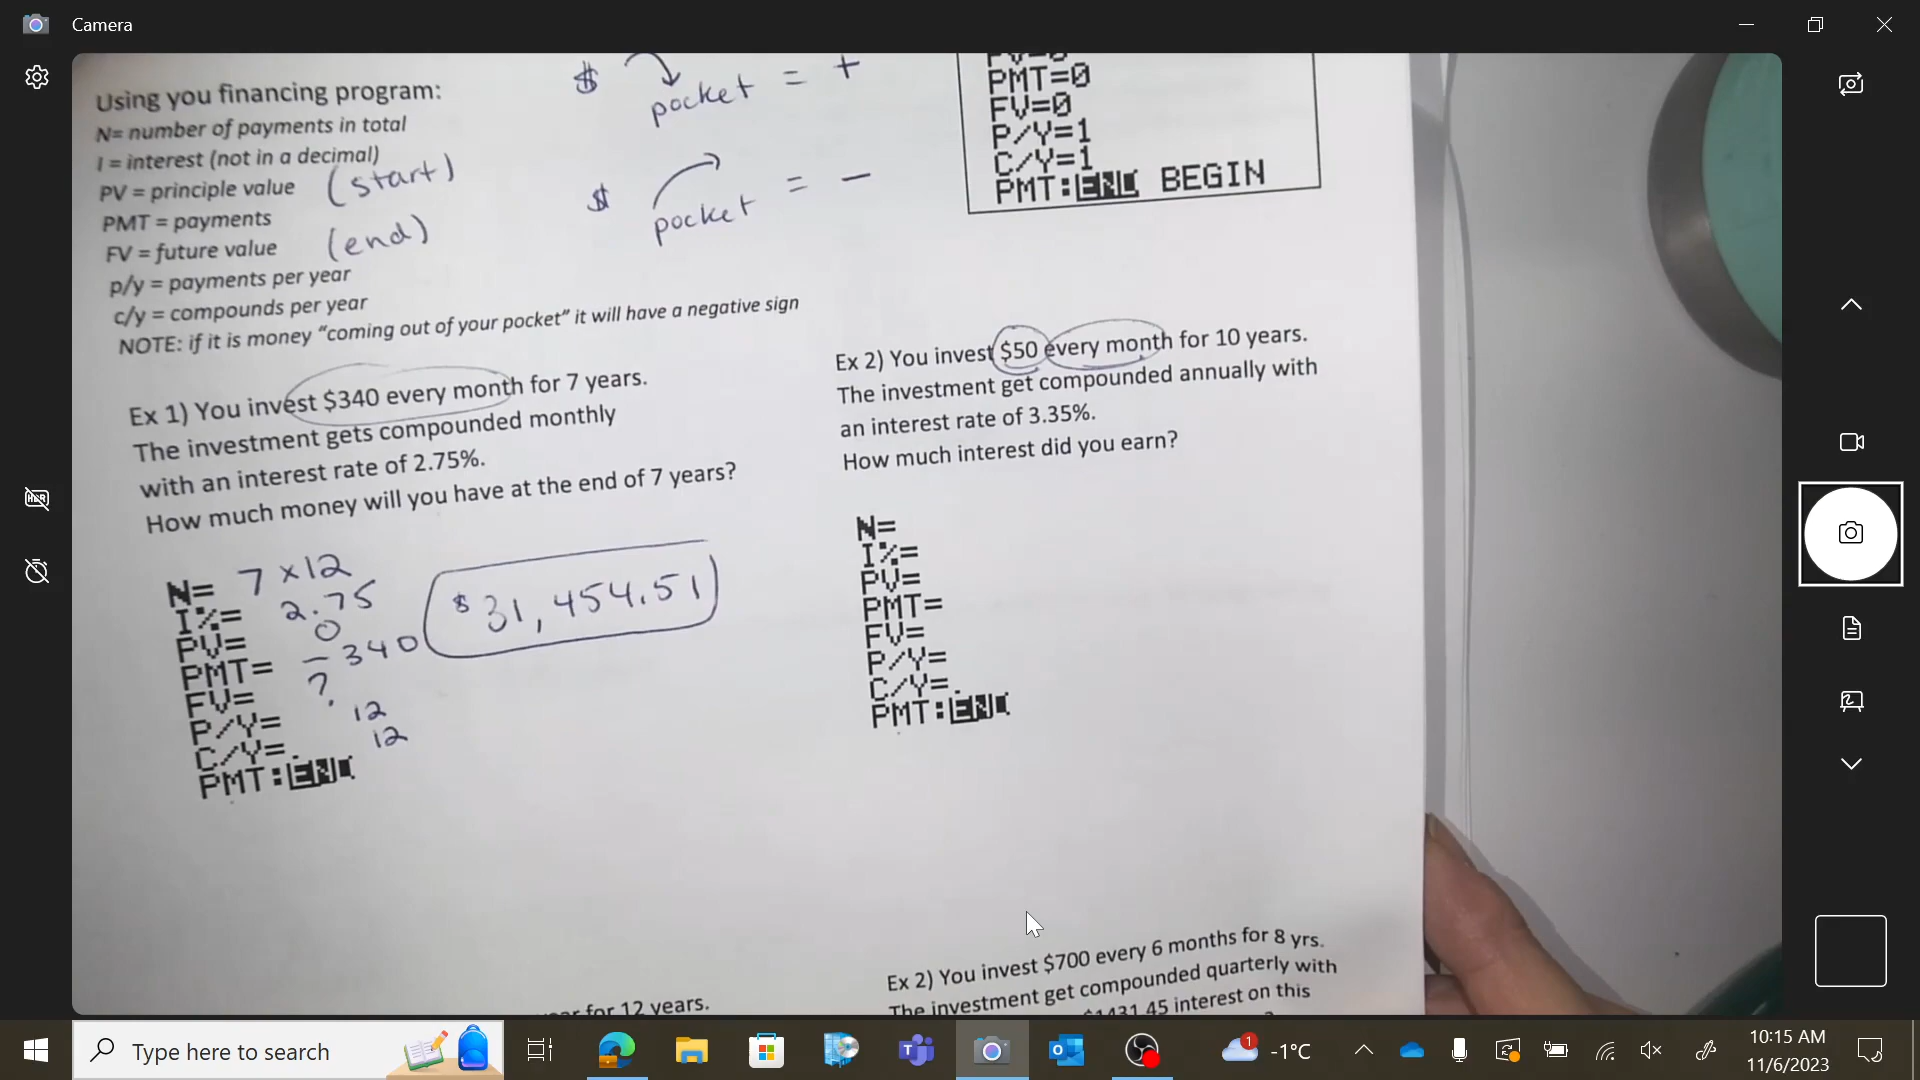 Camera
Using you financing program:
N= number of payments in total
I = interest (not in a decimal)
PV = principle value (start)
PMT = payments
FV = future value (end)
p/y = payments per year
c/y = compounds per year
NOTE: if it is money "coming out of your pocket" it will have a negative sign
$ pocket = +
$ pocket = -
PMT=0
FV=0
P/Y=1
C/Y=1
PMT:END BEGIN
Ex 1) You invest $340 every month for 7 years.
The investment gets compounded monthly
with an interest rate of 2.75%.
How much money will you have at the end of 7 years?
N= 7 x12
I%= 2.75
PV= 0
PMT= -340
FV= ?
P/Y= 12
C/Y= 12
PMT:END
$31,454.51
Ex 2) You invest $50 every month for 10 years.
The investment get compounded annually with
an interest rate of 3.35%.
How much interest did you earn?
N=
I%=
PV=
PMT=
FV=
P/Y=
C/Y=
PMT:END
for 12 years.
Ex 2) You invest $700 every 6 months for 8 yrs.
The investment get compounded quarterly with
$1431.45 interest on this
Type here to search
1
-1°C
10:15 AM
11/6/2023